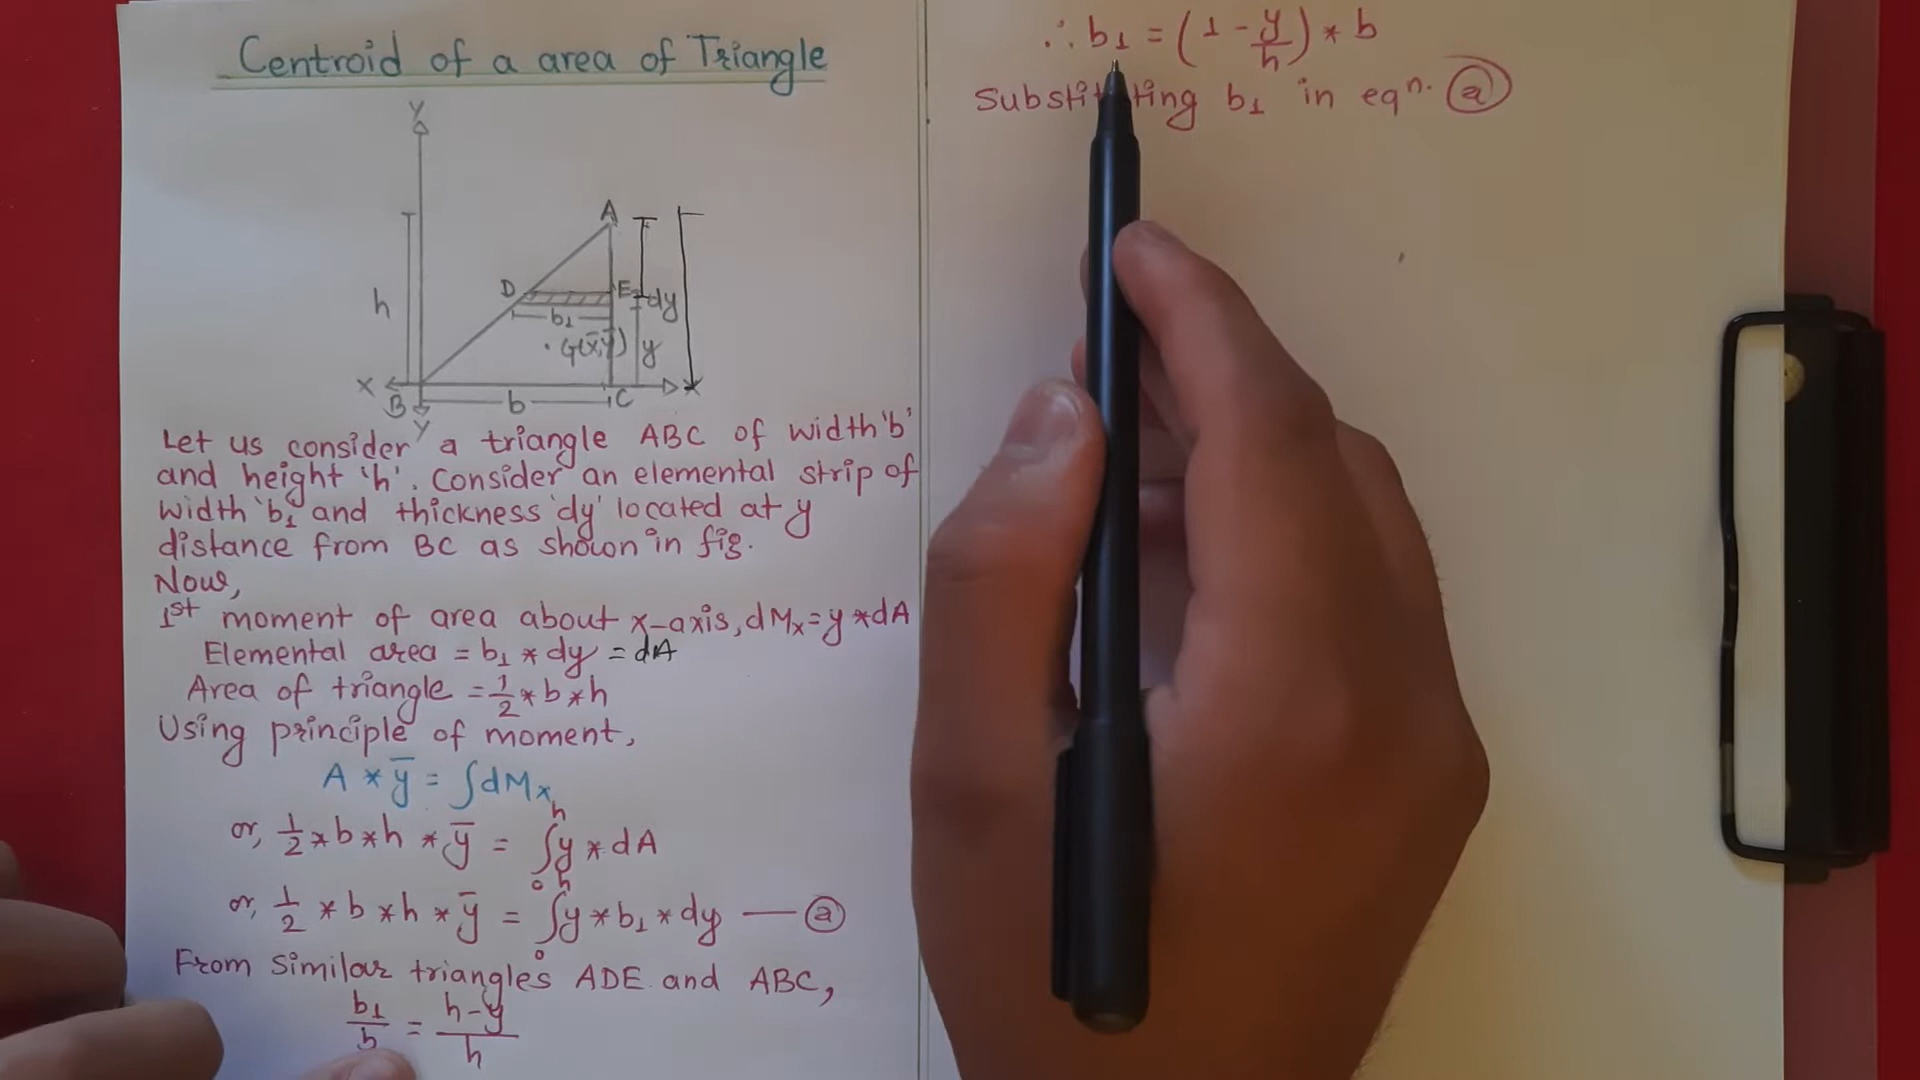 Centroid of a area of Triangle
Y
A
h
D
E
dy
b₁
G(x̄,ȳ)
y
X
B
b
C
X
Y
Let us consider a triangle ABC of width 'b'
and height 'h'. Consider an elemental strip of
width 'b₁ and thickness 'dy' located at y
distance from BC as shown in fig.
Now,
1st moment of area about x-axis, dMx = y * dA
Elemental area = b₁ * dy = dA
Area of triangle = 1/2 * b * h
Using principle of moment,
A * ȳ = ∫dMx
or, 1/2 * b * h * ȳ = ∫₀ʰ y * dA
or, 1/2 * b * h * ȳ = ∫₀ʰ y * b₁ * dy — ⓐ
From Similar triangles ADE and ABC,
b₁/b = h-y/h
∴ b₁ = (1 - y/h) * b
Substituting b₁ in eqn. ⓐ